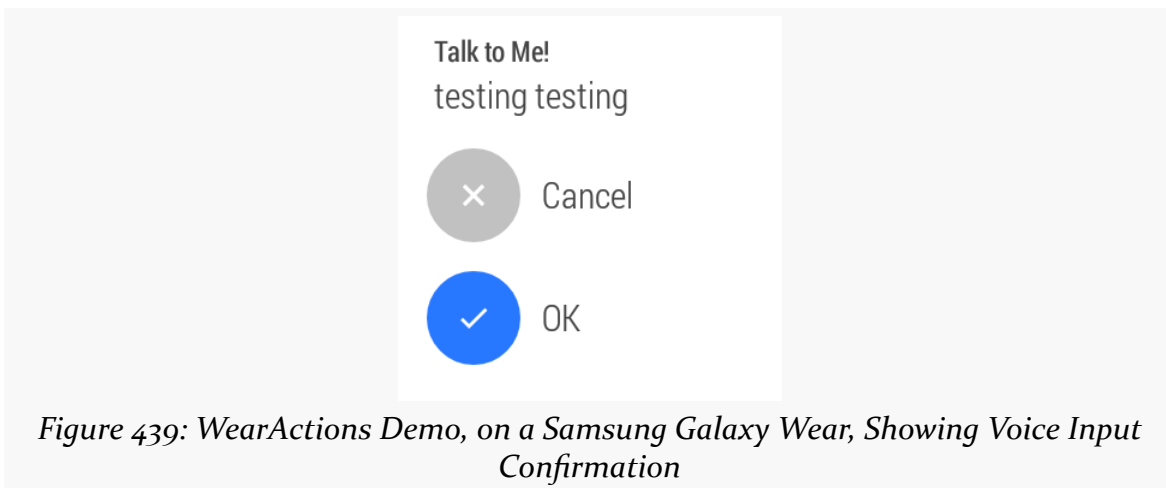 Talk to Me!
testing testing
Cancel
OK
Figure 439: WearActions Demo, on a Samsung Galaxy Wear, Showing Voice Input
Confirmation